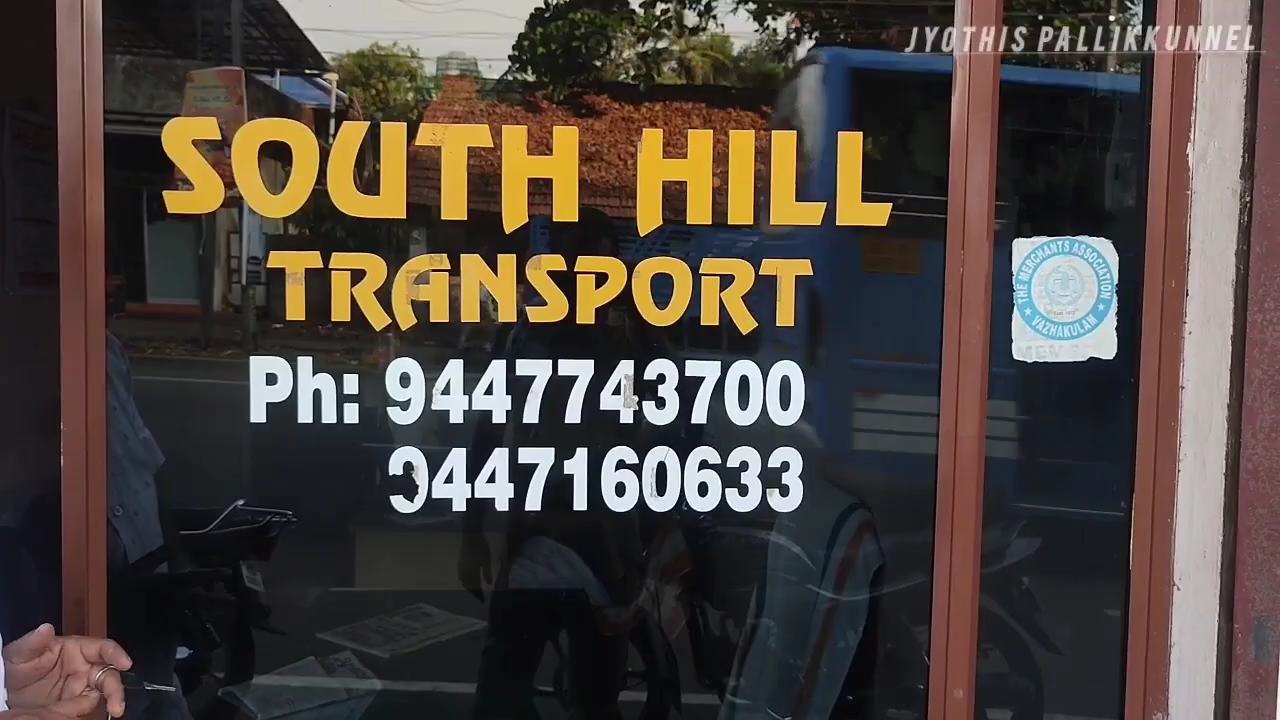 JYOTHIS PALLIKKUNNEL
SOUTH HILL
TRANSPORT
Ph: 9447743700
9447160633
THE MERCHANTS ASSOCIATION
VAZHAKULAM